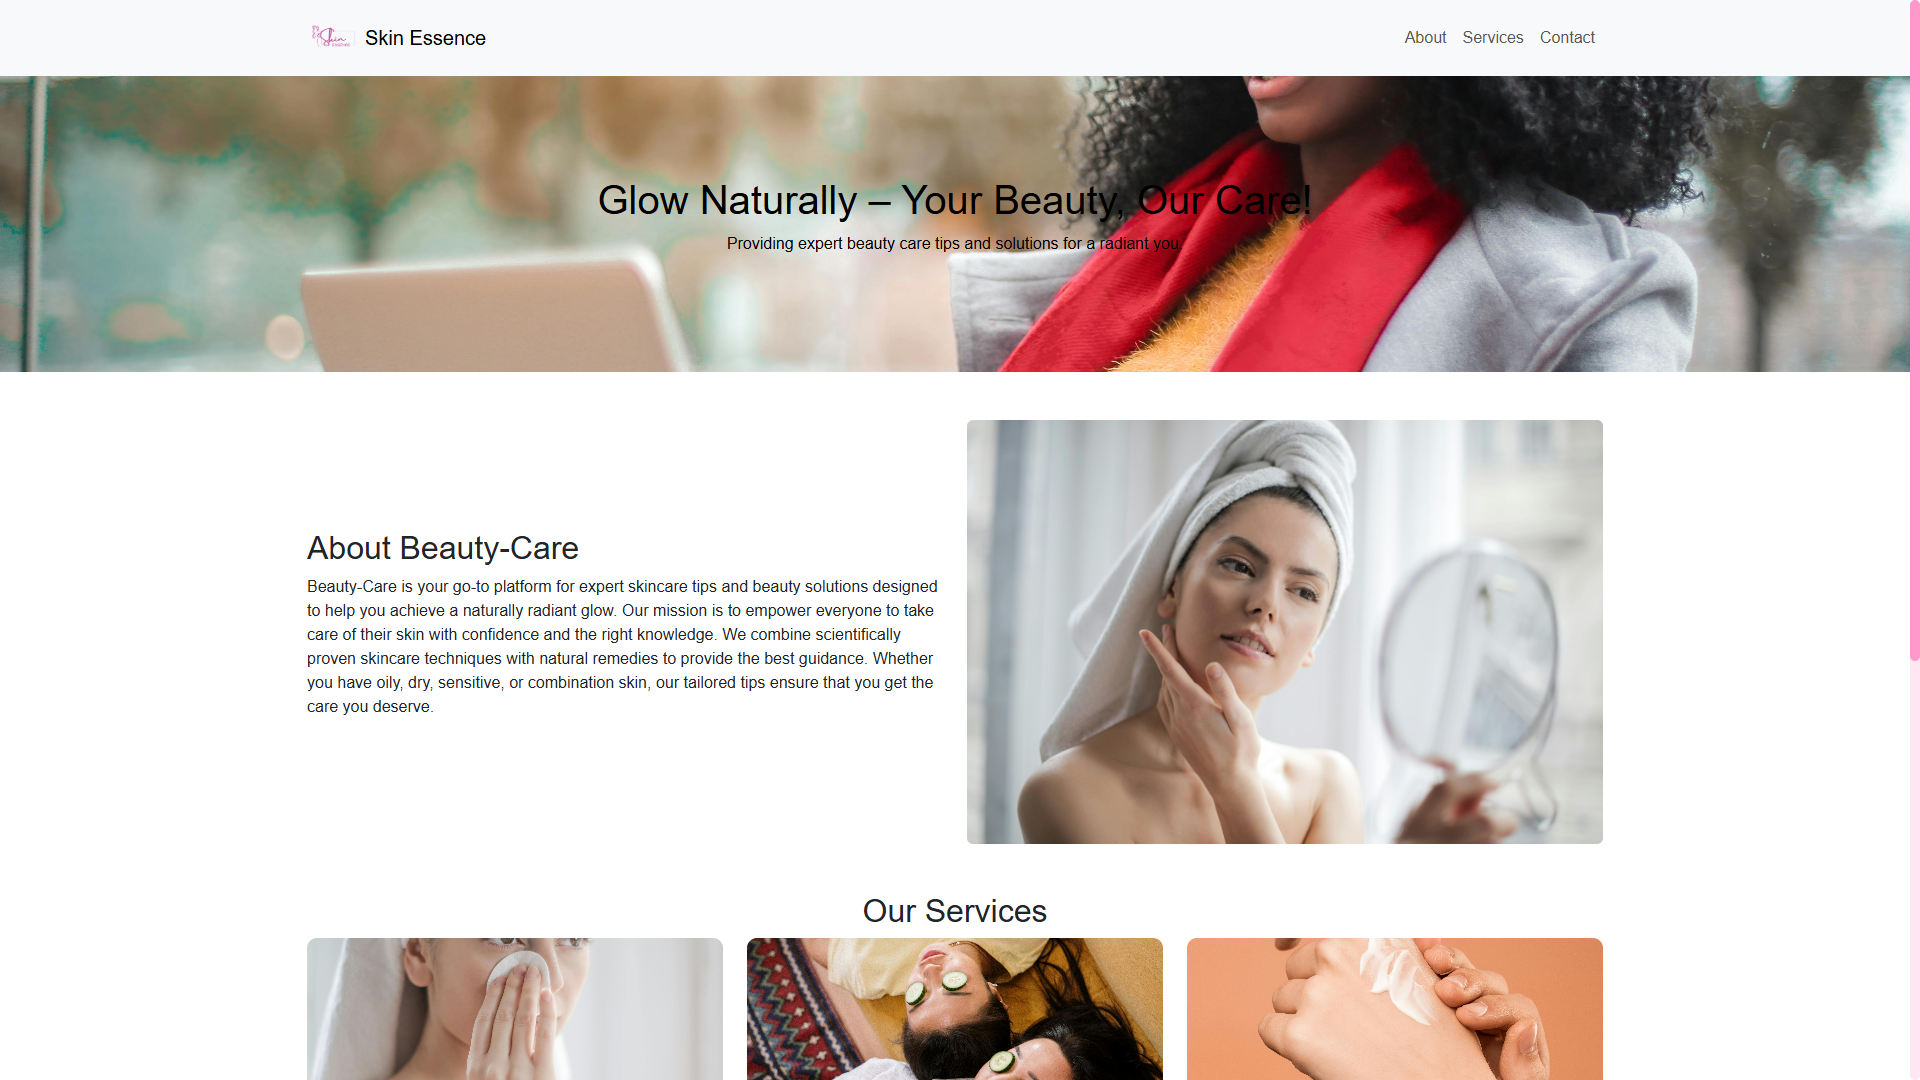 Skin Essence
About
Services
Contact
Glow Naturally – Your Beauty, Our Care!
Providing expert beauty care tips and solutions for a radiant you.
About Beauty-Care
Beauty-Care is your go-to platform for expert skincare tips and beauty solutions designed
to help you achieve a naturally radiant glow. Our mission is to empower everyone to take
care of their skin with confidence and the right knowledge. We combine scientifically
proven skincare techniques with natural remedies to provide the best guidance. Whether
you have oily, dry, sensitive, or combination skin, our tailored tips ensure that you get the
care you deserve.
Our Services